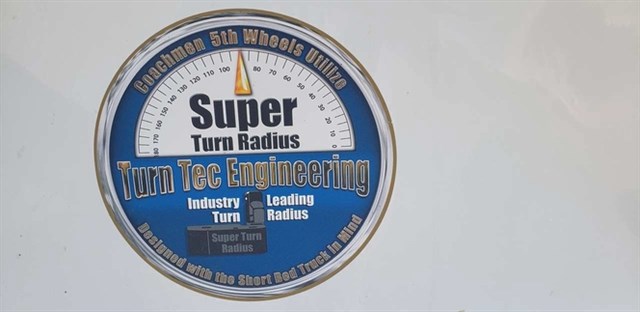 Coachmen 5th Wheels Utilize
180 170 160 150 140 130 120 110 100 80 70 60 50 40 30 20 10 0
Super
Turn Radius
Turn Tec Engineering
Industry Leading
Turn Radius
Super Turn
Radius
Designed with the Short Bed Truck in Mind